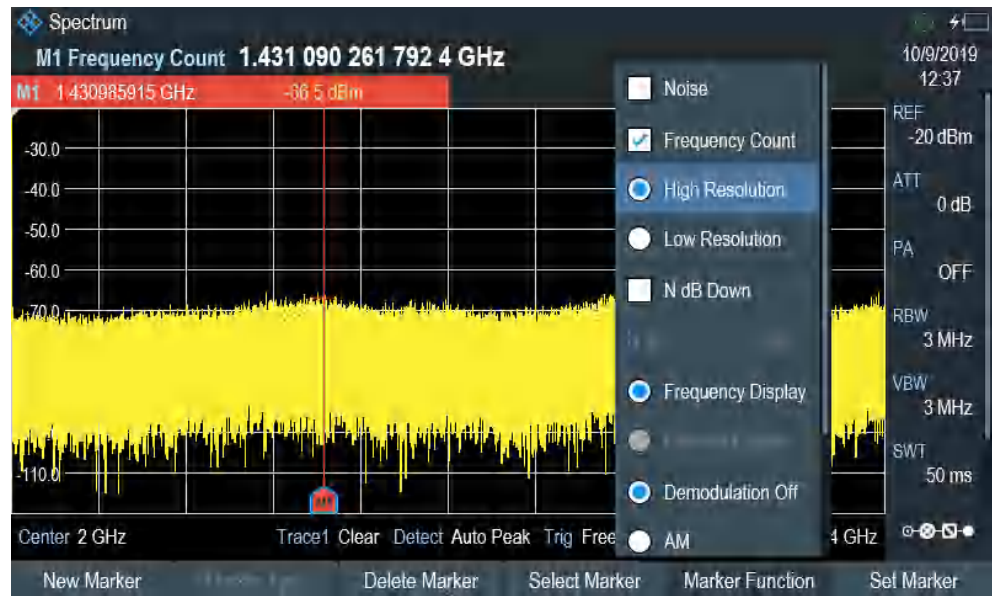 Spectrum
M1 Frequency Count 1.431 090 261 792 4 GHz
10/9/2019
12:37
M1 1.430985915 GHz -66.5 dBm
REF
-20 dBm
ATT
0 dB
PA
OFF
RBW
3 MHz
VBW
3 MHz
SWT
50 ms
-30.0
-40.0
-50.0
-60.0
-70.0
-110.0
M1
Noise
Frequency Count
High Resolution
Low Resolution
N dB Down
Frequency Display
Demodulation Off
AM
Center 2 GHz Trace1 Clear Detect Auto Peak Trig Free 4 GHz
New Marker Delete Marker Select Marker Marker Function Set Marker